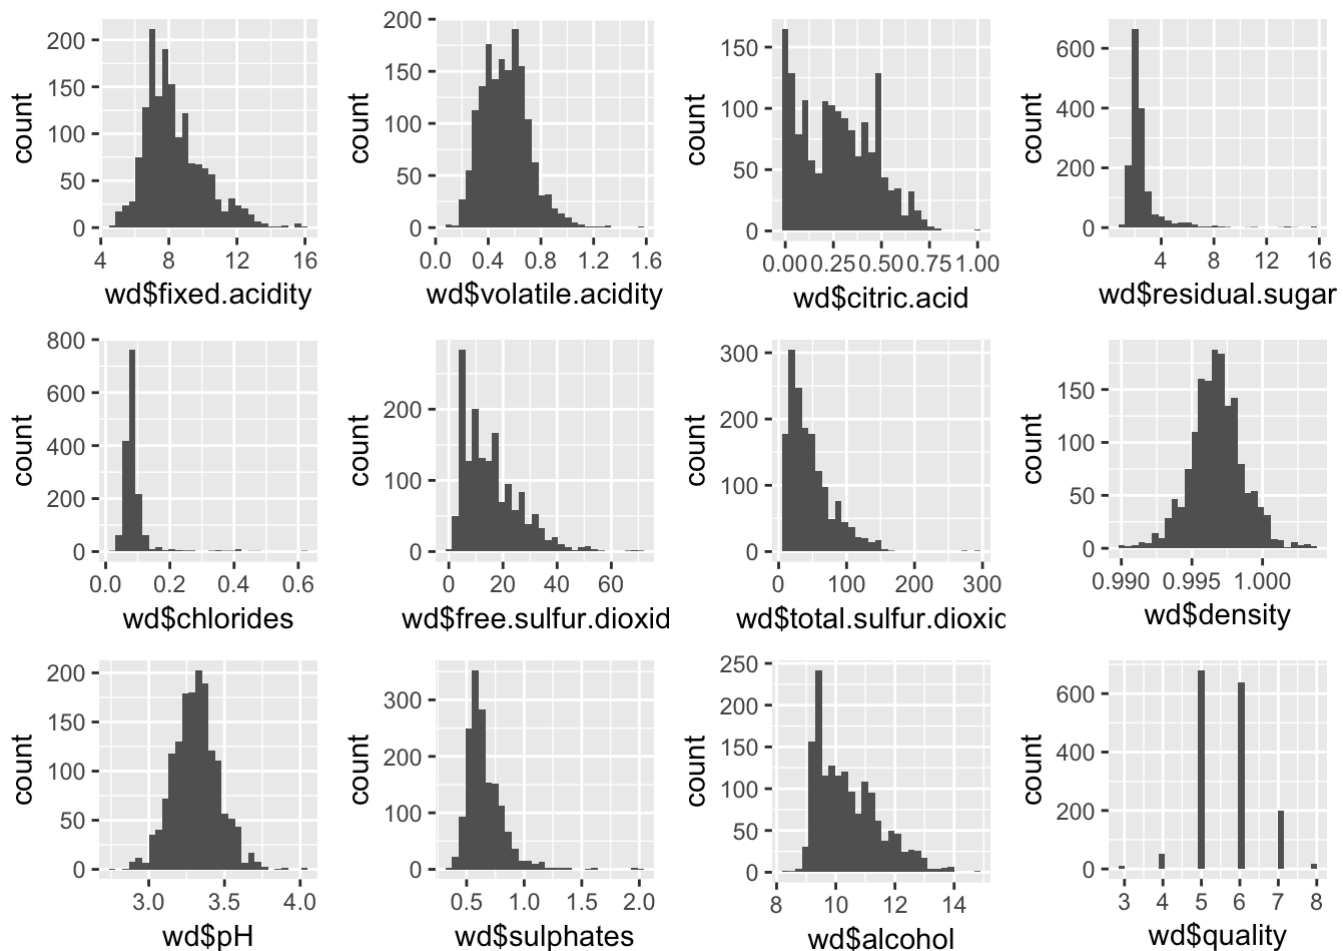 200
150
100
50
0
count
4 8 12 16
wd$fixed.acidity
200
150
100
50
0
count
0.0 0.4 0.8 1.2 1.6
wd$volatile.acidity
150
100
50
0
count
0.00 0.25 0.50 0.75 1.00
wd$citric.acid
600
400
200
0
count
4 8 12 16
wd$residual.sugar
800
600
400
200
0
count
0.0 0.2 0.4 0.6
wd$chlorides
200
100
0
count
0 20 40 60
wd$free.sulfur.dioxid
300
200
100
0
count
0 100 200 300
wd$total.sulfur.dioxid
150
100
50
0
count
0.990 0.995 1.000
wd$density
200
150
100
50
0
count
3.0 3.5 4.0
wd$pH
300
200
100
0
count
0.5 1.0 1.5 2.0
wd$sulphates
250
200
150
100
50
0
count
8 10 12 14
wd$alcohol
600
400
200
0
count
3 4 5 6 7 8
wd$quality